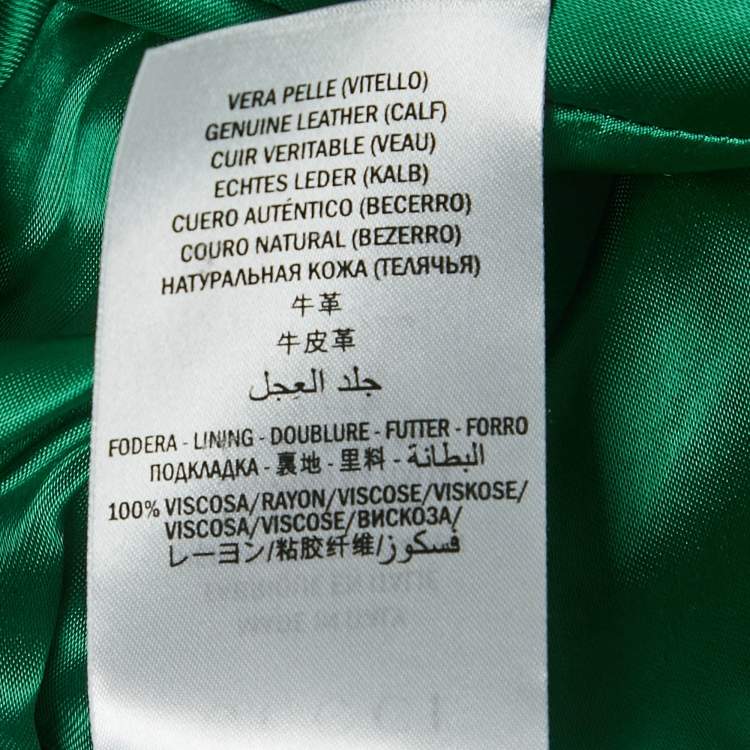 VERA PELLE (VITELLO)
GENUINE LEATHER (CALF)
CUIR VERITABLE (VEAU)
ECHTES LEDER (KALB)
CUERO AUTÉNTICO (BECERRO)
COURO NATURAL (BEZERRO)
НАТУРАЛЬНАЯ КОЖА (ТЕЛЯЧЬЯ)
牛革
牛皮革
جلد العِجل
FODERA - LINING - DOUBLURE - FUTTER - FORRO
ПОДКЛАДКА - 裏地 - 里料 - البطانة
100% VISCOSA/RAYON/VISCOSE/VISKOSE/
VISCOSA/VISCOSE/ВИСКОЗА/
レーヨン/粘胶纤维/فسكوز